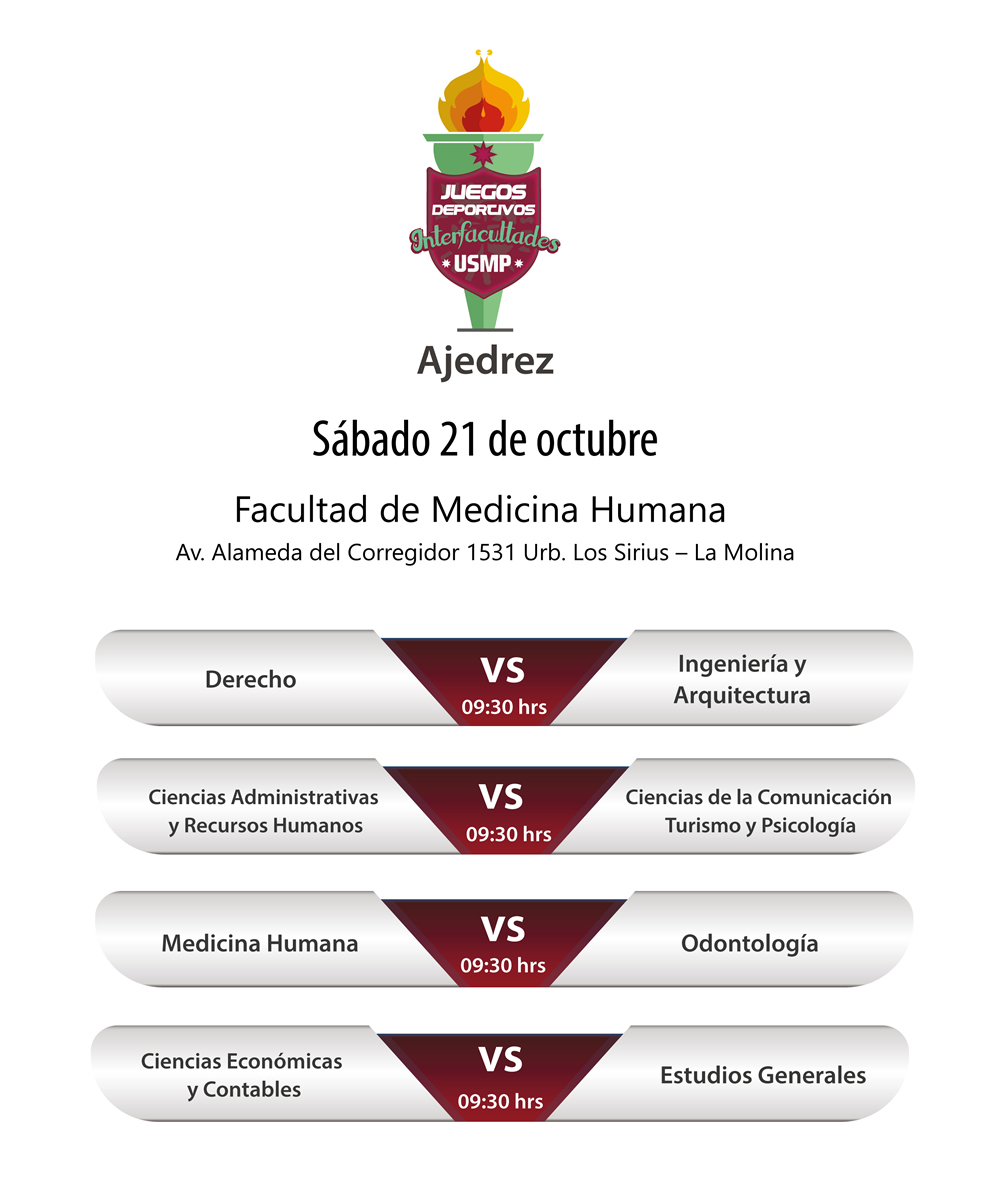 JUEGOS
DEPORTIVOS
Interfacultades
USMP
Ajedrez
Sábado 21 de octubre
Facultad de Medicina Humana
Av. Alameda del Corregidor 1531 Urb. Los Sirius – La Molina
Derecho
VS
09:30 hrs
Ingeniería y
Arquitectura
Ciencias Administrativas
y Recursos Humanos
VS
09:30 hrs
Ciencias de la Comunicación
Turismo y Psicología
Medicina Humana
VS
09:30 hrs
Odontología
Ciencias Económicas
y Contables
VS
09:30 hrs
Estudios Generales